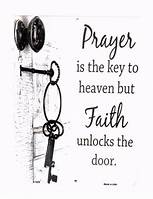 Prayer
is the key to
heaven but
Faith
unlocks the
door.